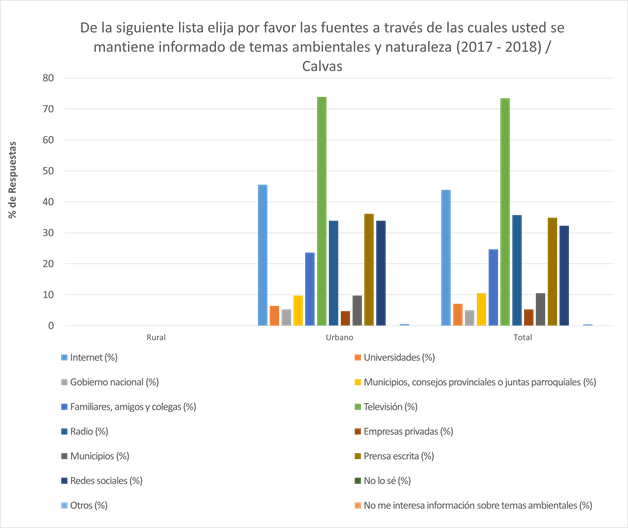 De la siguiente lista elija por favor las fuentes a través de las cuales usted se
mantiene informado de temas ambientales y naturaleza (2017 - 2018) /
Calvas
% de Respuestas
80
70
60
50
40
30
20
10
0
Rural
Urbano
Total
Internet (%)
Universidades (%)
Gobierno nacional (%)
Municipios, consejos provinciales o juntas parroquiales (%)
Familiares, amigos y colegas (%)
Televisión (%)
Radio (%)
Empresas privadas (%)
Municipios (%)
Prensa escrita (%)
Redes sociales (%)
No lo sé (%)
Otros (%)
No me interesa información sobre temas ambientales (%)